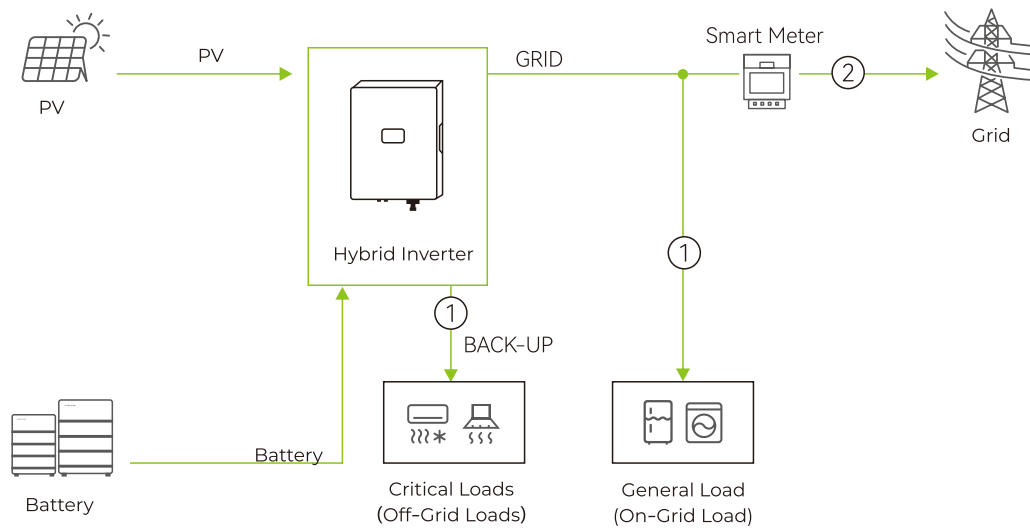 Smart Meter
PV
GRID
2
PV
Grid
Hybrid Inverter
1
1
BACK-UP
Battery
Battery
Critical Loads
(Off-Grid Loads)
General Load
(On-Grid Load)